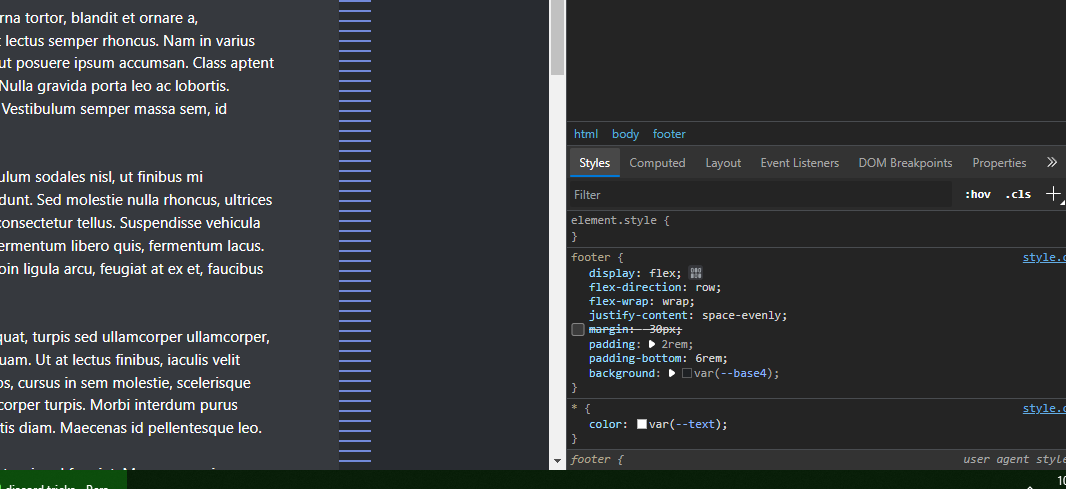 rna tortor, blandit et ornare a,
t lectus semper rhoncus. Nam in varius
ut posuere ipsum accumsan. Class aptent
Nulla gravida porta leo ac lobortis.
Vestibulum semper massa sem, id
ulum sodales nisl, ut finibus mi
dunt. Sed molestie nulla rhoncus, ultrices
consectetur tellus. Suspendisse vehicula
ermentum libero quis, fermentum lacus.
oin ligula arcu, feugiat at ex et, faucibus
quat, turpis sed ullamcorper ullamcorper,
uam. Ut at lectus finibus, iaculis velit
os, cursus in sem molestie, scelerisque
corper turpis. Morbi interdum purus
tis diam. Maecenas id pellentesque leo.
html body footer
Styles Computed Layout Event Listeners DOM Breakpoints Properties »
Filter :hov .cls +
element.style {
}
footer { style.c
display: flex;
flex-direction: row;
flex-wrap: wrap;
justify-content: space-evenly;
margin: -30px;
padding: ▶ 2rem;
padding-bottom: 6rem;
background: ▶ var(--base4);
}
* { style.c
color: var(--text);
}
footer { user agent style
10